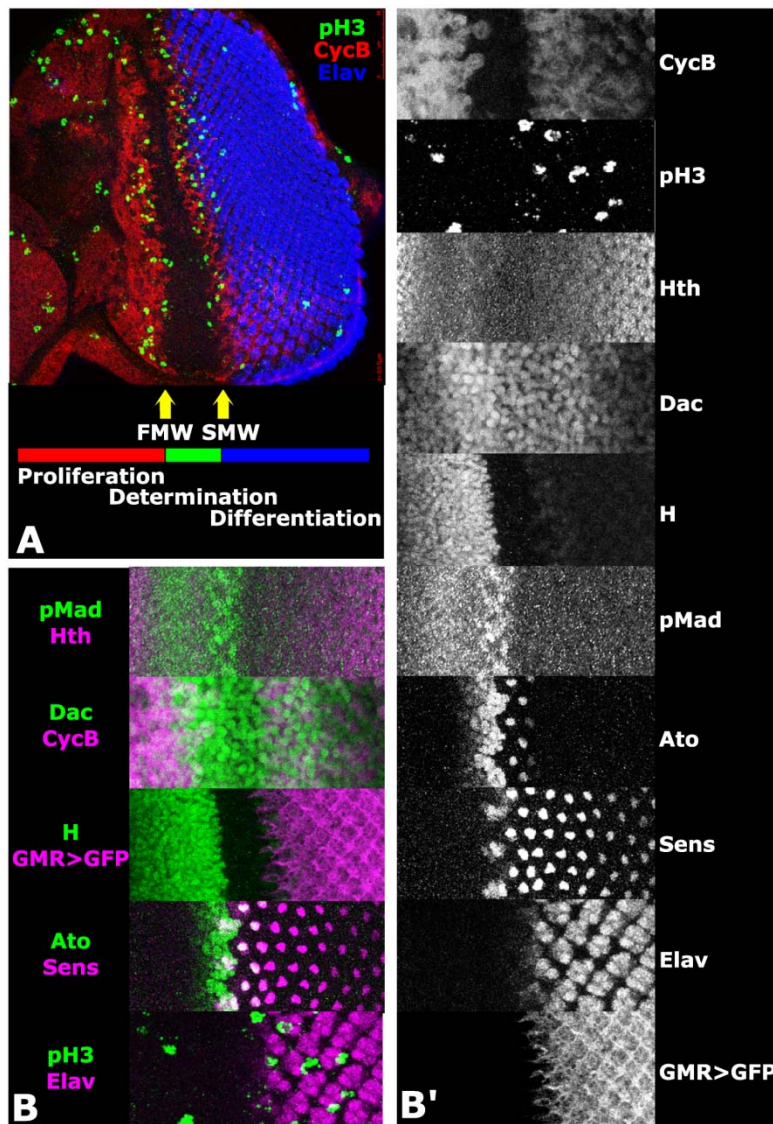 pH3
CycB
Elav
FMW SMW
Proliferation
Determination
Differentiation
A
pMad
Hth
Dac
CycB
H
GMR>GFP
Ato
Sens
pH3
Elav
B
CycB
pH3
Hth
Dac
H
pMad
Ato
Sens
Elav
GMR>GFP
B'